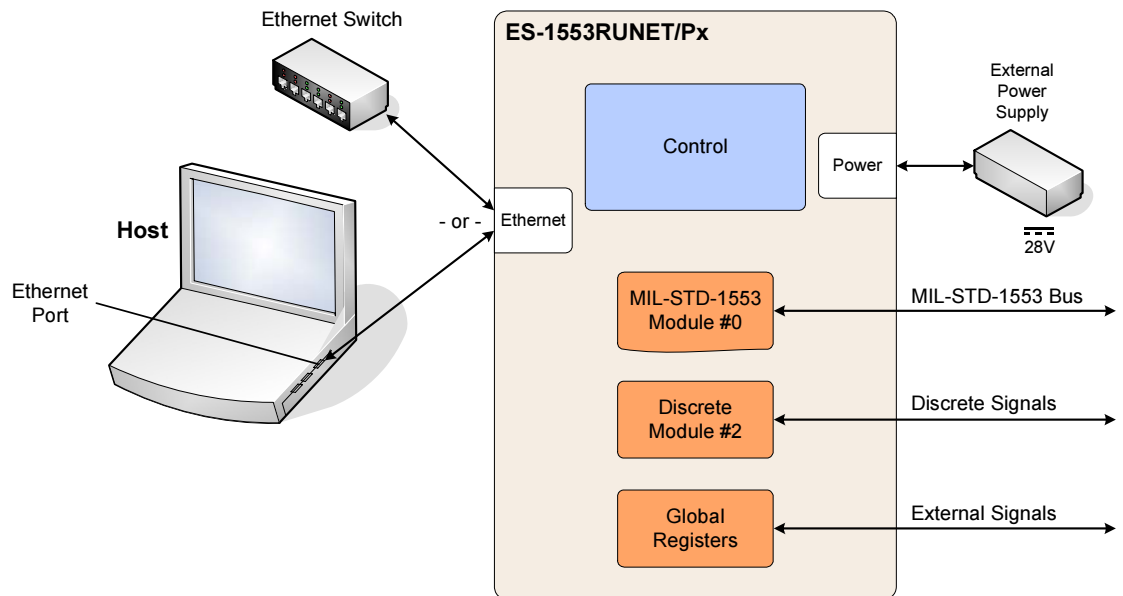 Ethernet Switch
ES-1553RUNET/Px
External
Power
Supply
Control
Power
Host
- or -
Ethernet
28V
Ethernet
Port
MIL-STD-1553
Module #0
MIL-STD-1553 Bus
Discrete
Module #2
Discrete Signals
Global
Registers
External Signals